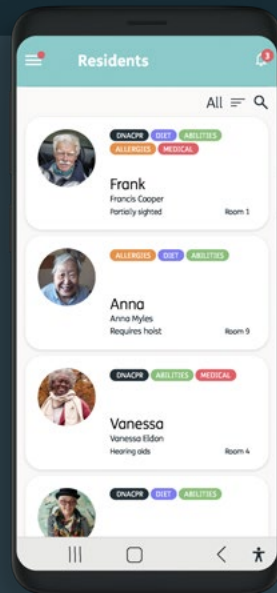 Residents
3
All
DNACPR DIET ABILITIES
ALLERGIES MEDICAL
Frank
Francis Cooper
Partially sighted Room 1
ALLERGIES DIET ABILITIES
Anna
Anna Myles
Requires hoist Room 9
DNACPR ABILITIES MEDICAL
Vanessa
Vanessa Eldon
Hearing aids Room 4
DNACPR DIET ABILITIES